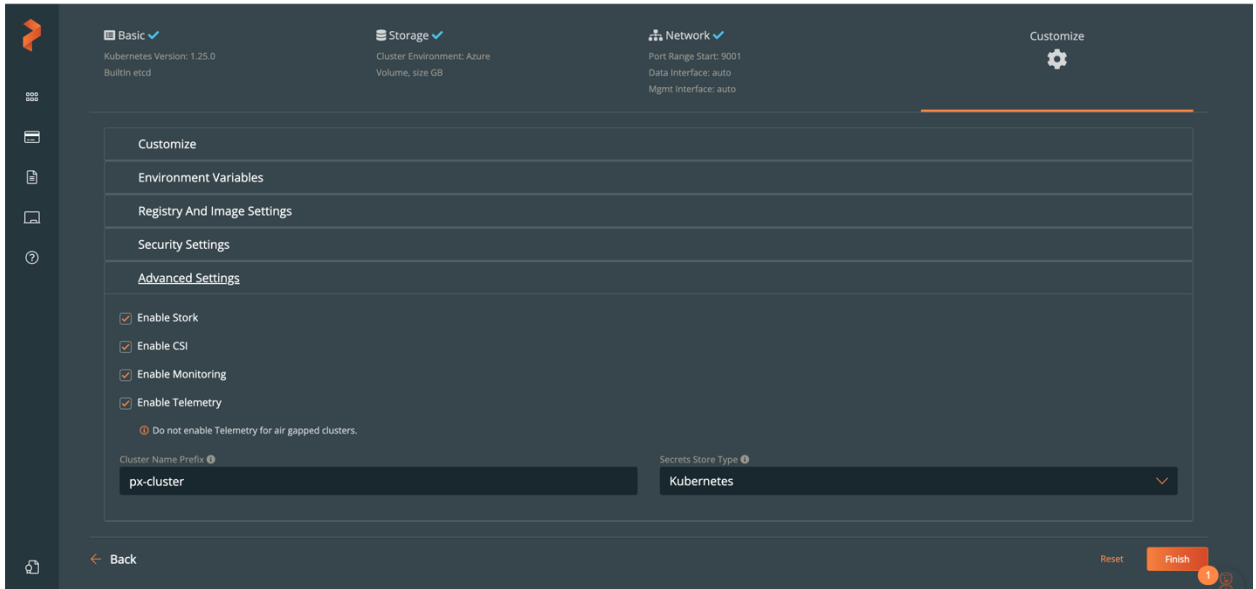 Basic
Kubernetes Version: 1.25.0
Builtin etcd
Storage
Cluster Environment: Azure
Volume, size GB
Network
Port Range Start: 9001
Data Interface: auto
Mgmt Interface: auto
Customize
Customize
Environment Variables
Registry And Image Settings
Security Settings
Advanced Settings
Enable Stork
Enable CSI
Enable Monitoring
Enable Telemetry
Do not enable Telemetry for air gapped clusters.
Cluster Name Prefix
px-cluster
Secrets Store Type
Kubernetes
Back
Reset
Finish
1